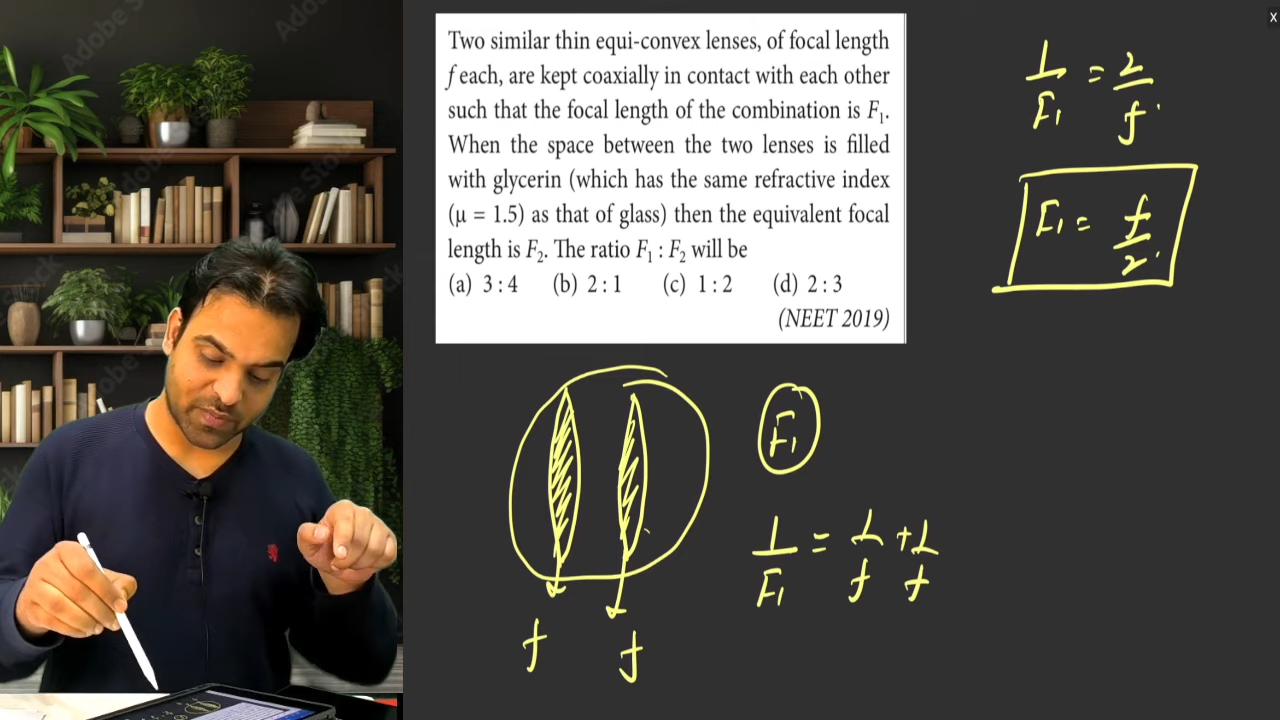 Two similar thin equi-convex lenses, of focal length
f each, are kept coaxially in contact with each other
such that the focal length of the combination is F₁.
When the space between the two lenses is filled
with glycerin (which has the same refractive index
(μ = 1.5) as that of glass) then the equivalent focal
length is F₂. The ratio F₁ : F₂ will be
(a) 3 : 4 (b) 2 : 1 (c) 1 : 2 (d) 2 : 3
(NEET 2019)
x
1/F₁ = 2/f
F₁ = f/2
F₁
1/F₁ = 1/f + 1/f
f f
Adobe Stock